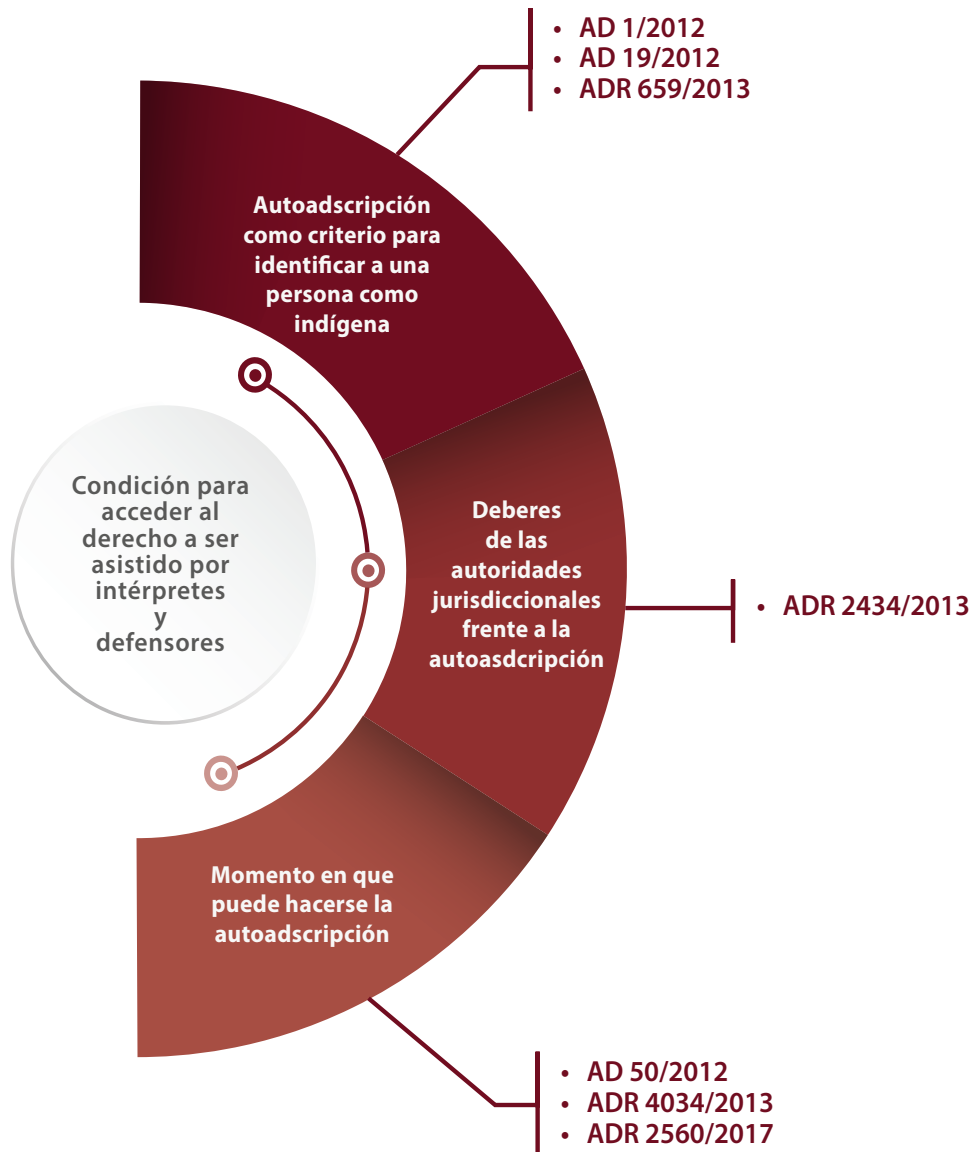 • AD 1/2012
• AD 19/2012
• ADR 659/2013
Autoadscripción
como criterio para
identificar a una
persona como
indígena
Condición para
acceder al
derecho a ser
asistido por
intérpretes
y
defensores
Deberes
de las
autoridades
jurisdiccionales
frente a la
autoasdcripción
• ADR 2434/2013
Momento en que
puede hacerse la
autoadscripción
• AD 50/2012
• ADR 4034/2013
• ADR 2560/2017